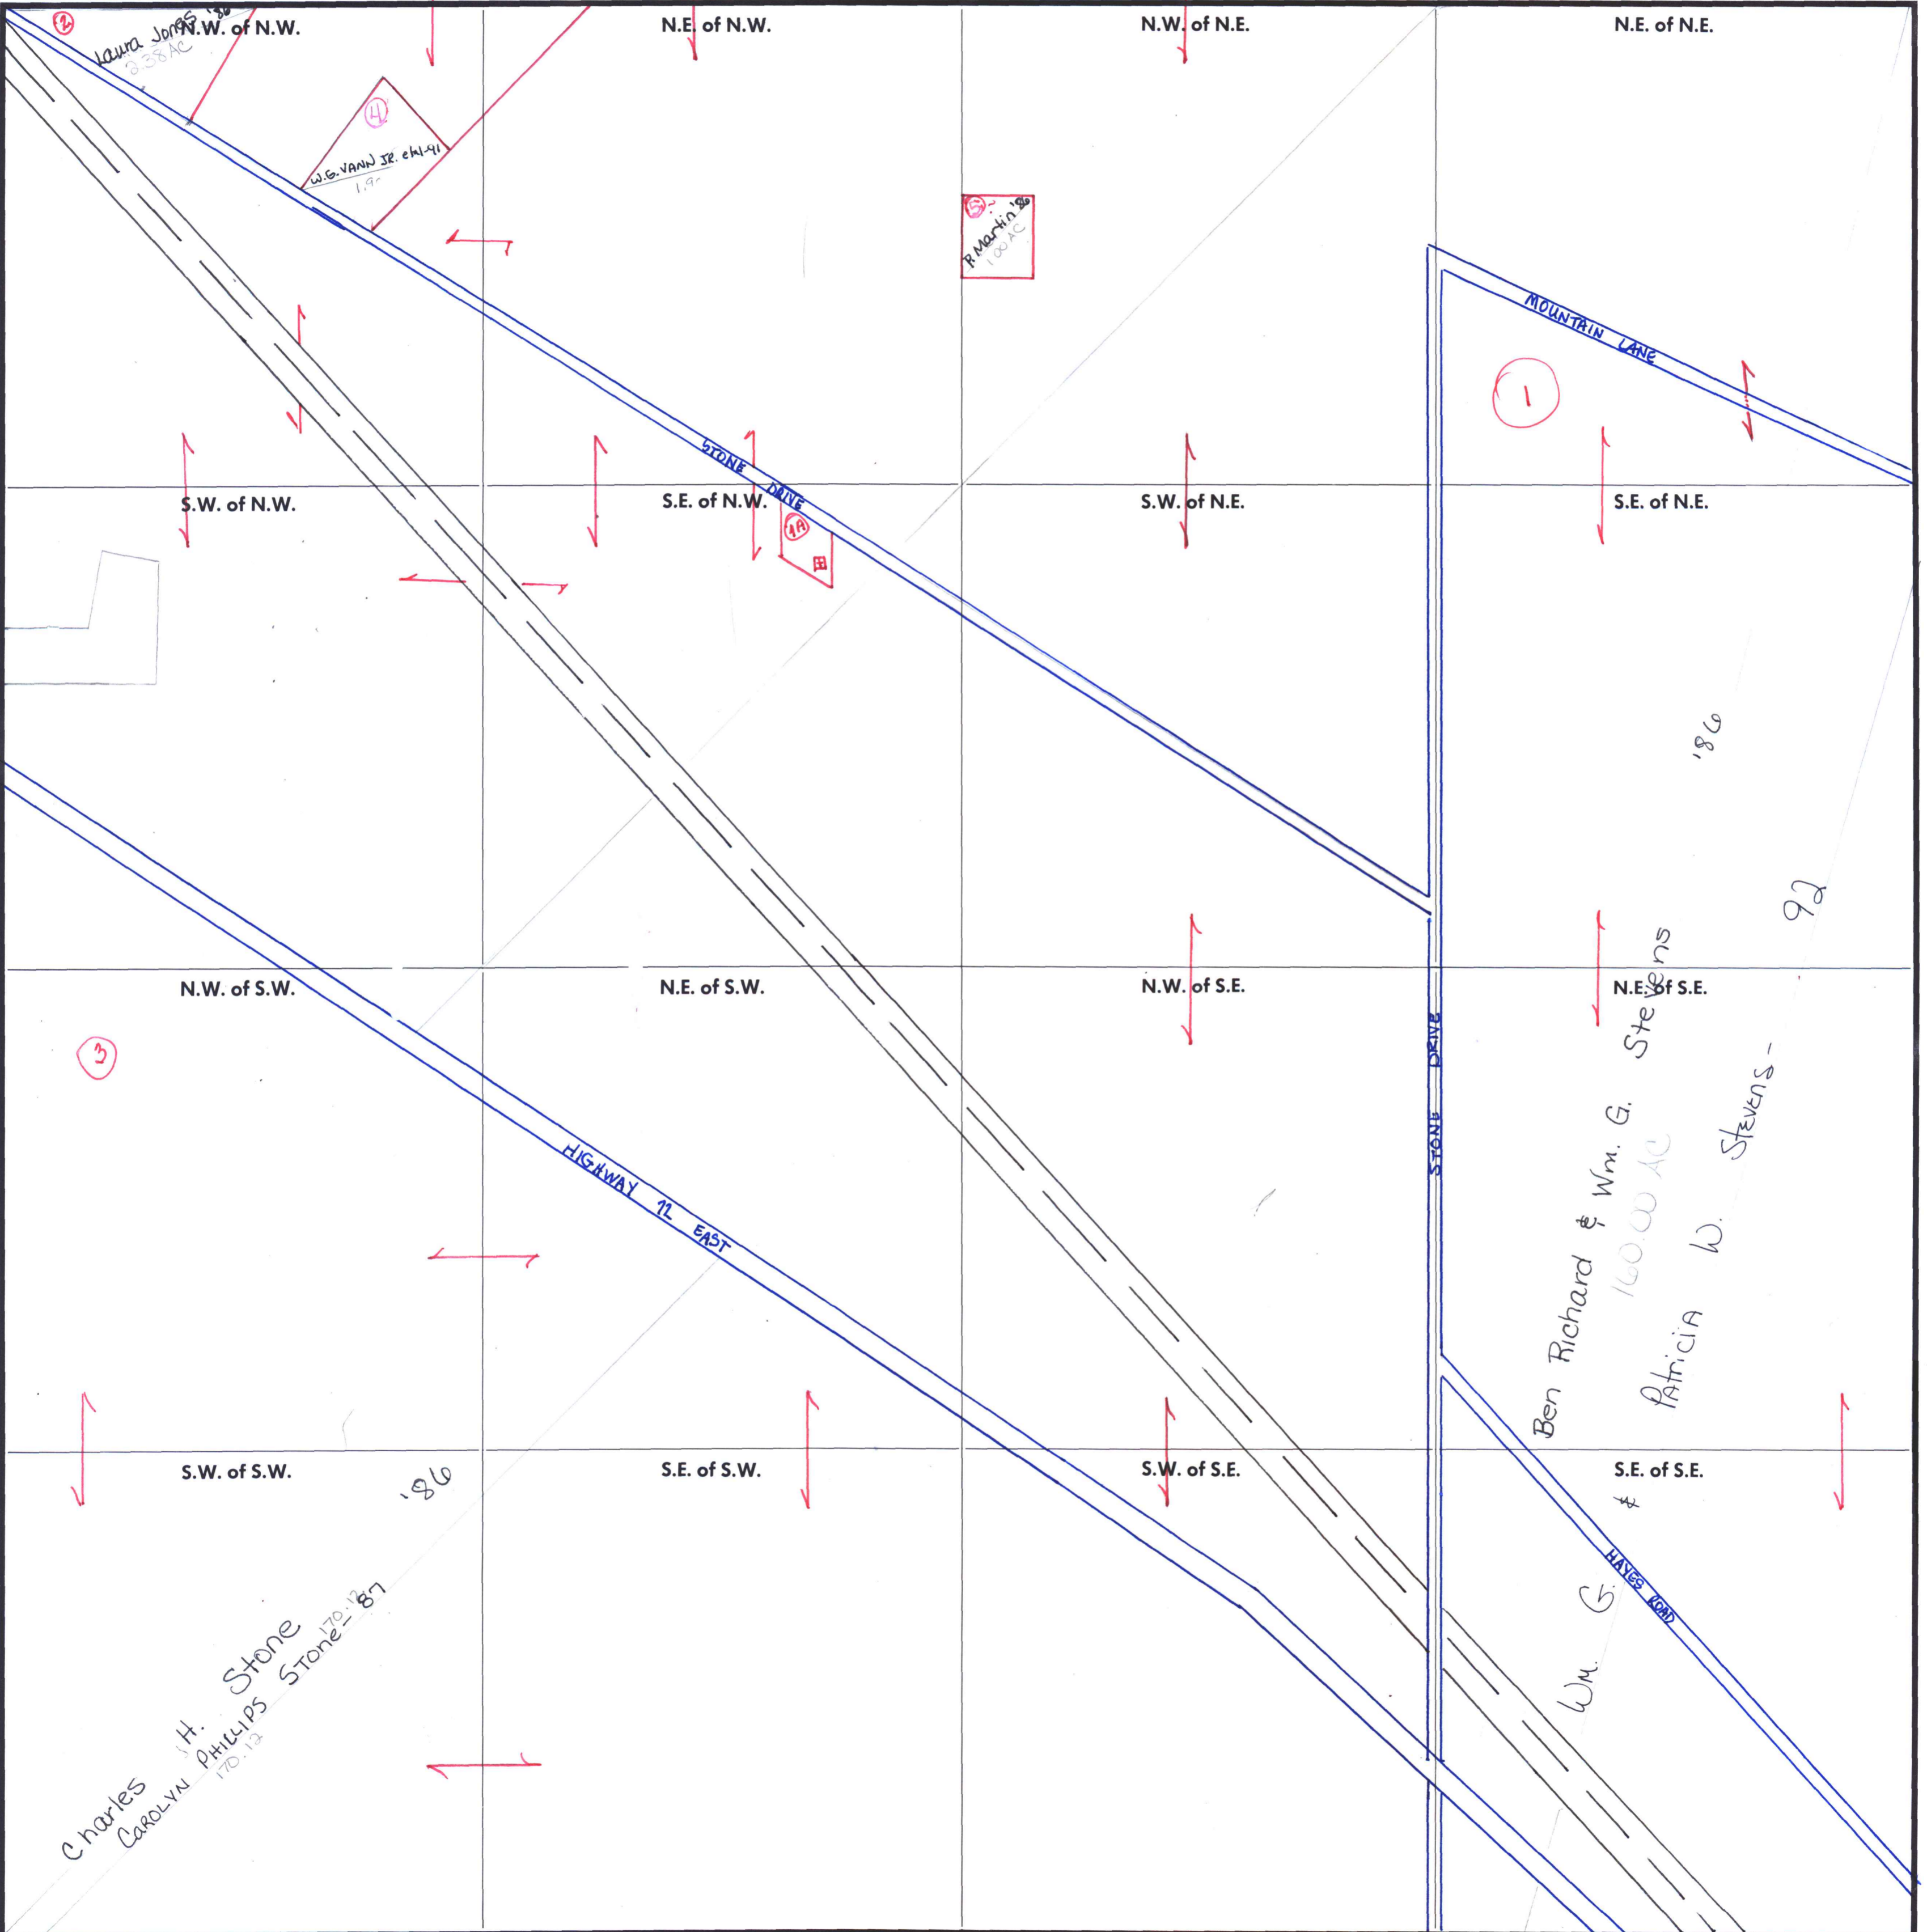 N.W. of N.W.
N.E. of N.W.
N.W. of N.E.
N.E. of N.E.
2
Laura Jones '86
2.38 AC
4
W.G. VANN JR. etal-91
1.9
5
R. Martin '86
1.00 AC
MOUNTAIN LANE
1
STONE DRIVE
S.W. of N.W.
S.E. of N.W.
S.W. of N.E.
S.E. of N.E.
1A
N.W. of S.W.
N.E. of S.W.
N.W. of S.E.
N.E. of S.E.
3
HIGHWAY 72 EAST
STONE DRIVE
Ben Richard & Wm. G. Stevens '86
160.00 AC
Wm. G. & Patricia W. Stevens - 92
S.W. of S.W.
S.E. of S.W.
S.W. of S.E.
S.E. of S.E.
HAYES ROAD
Charles H. Stone '86
170.12
CAROLYN PHILLIPS STONE - 87
170.12